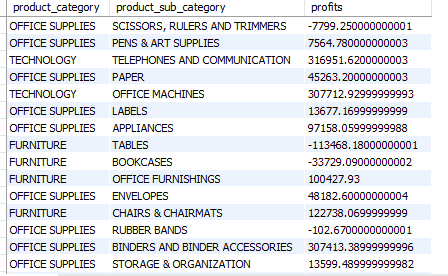 product_category product_sub_category profits
OFFICE SUPPLIES SCISSORS, RULERS AND TRIMMERS -7799.250000000001
OFFICE SUPPLIES PENS & ART SUPPLIES 7564.780000000003
TECHNOLOGY TELEPHONES AND COMMUNICATION 316951.6200000003
OFFICE SUPPLIES PAPER 45263.20000000003
TECHNOLOGY OFFICE MACHINES 307712.92999999993
OFFICE SUPPLIES LABELS 13677.16999999999
OFFICE SUPPLIES APPLIANCES 97158.05999999988
FURNITURE TABLES -113468.18000000001
FURNITURE BOOKCASES -33729.09000000002
FURNITURE OFFICE FURNISHINGS 100427.93
OFFICE SUPPLIES ENVELOPES 48182.60000000004
FURNITURE CHAIRS & CHAIRMATS 122738.0699999999
OFFICE SUPPLIES RUBBER BANDS -102.6700000000001
OFFICE SUPPLIES BINDERS AND BINDER ACCESSORIES 307413.38999999996
OFFICE SUPPLIES STORAGE & ORGANIZATION 13599.489999999982